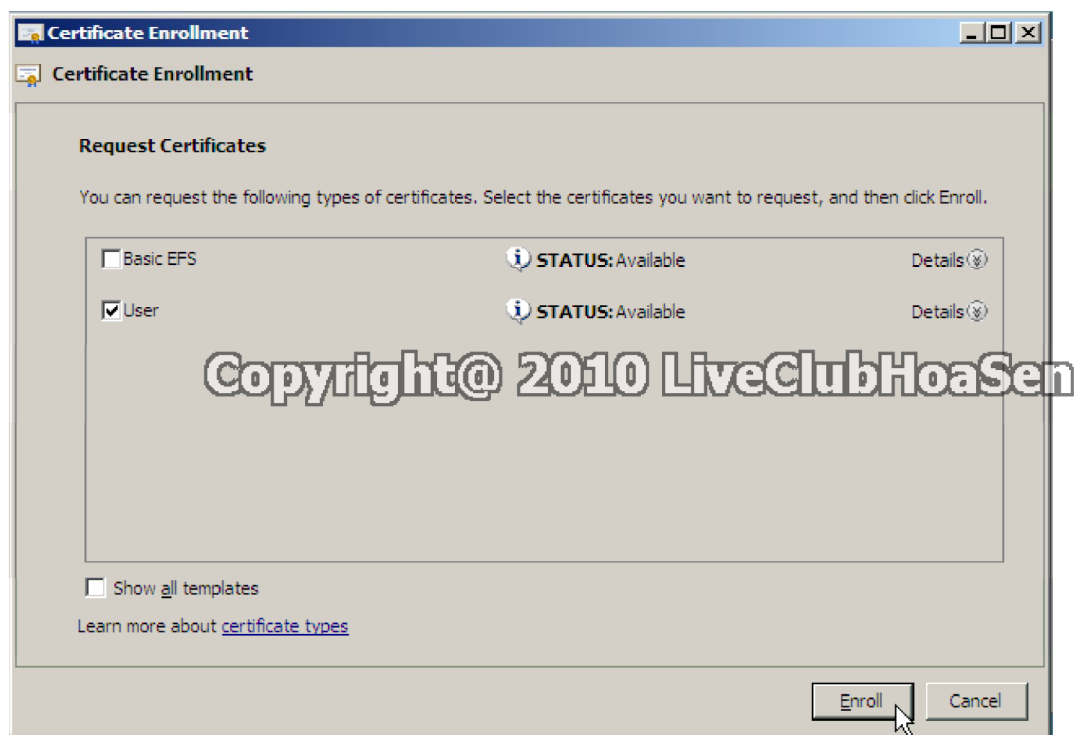 Certificate Enrollment
Certificate Enrollment
Request Certificates
You can request the following types of certificates. Select the certificates you want to request, and then click Enroll.
Basic EFS STATUS: Available Details
User STATUS: Available Details
Copyright@ 2010 LiveClubHoaSen
Show all templates
Learn more about certificate types
Enroll Cancel